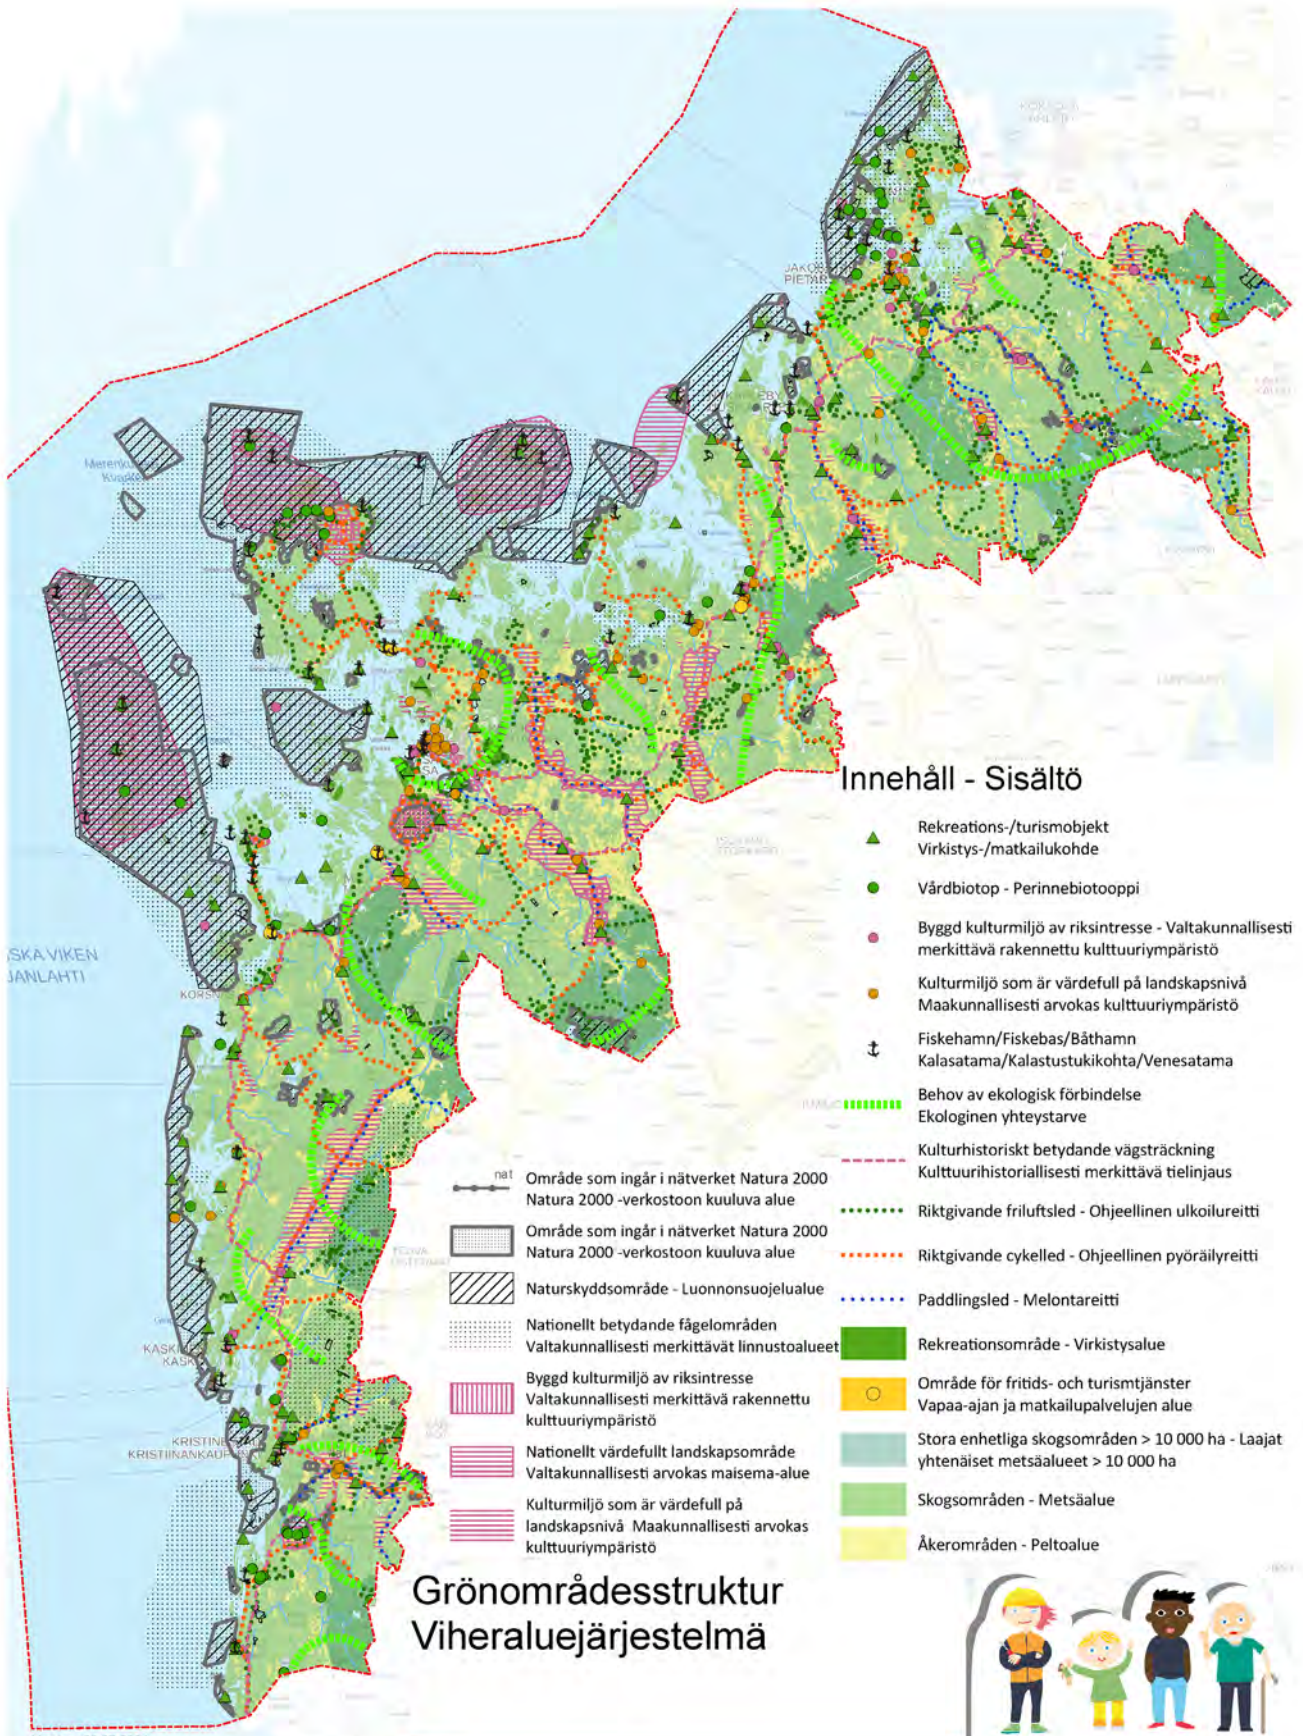 JAKOB
PIETAR
Merenku
SKA VIKEN
JANLAHTI
KORSN
KASKI
KASKÖ
KRISTINE
KRISTIINANKAUP
Innehåll - Sisältö
Rekreations-/turismobjekt
Virkistys-/matkailukohde
Vårdbiotop - Perinnebiotooppi
Byggd kulturmiljö av riksintresse - Valtakunnallisesti
merkittävä rakennettu kulttuuriympäristö
Kulturmiljö som är värdefull på landskapsnivå
Maakunnallisesti arvokas kulttuuriympäristö
Fiskehamn/Fiskebas/Båthamn
Kalasatama/Kalastustukikohta/Venesatama
Behov av ekologisk förbindelse
Ekologinen yhteystarve
Kulturhistoriskt betydande vägsträckning
Kulttuurihistoriallisesti merkittävä tielinjaus
Riktgivande friluftsled - Ohjeellinen ulkoilureitti
Riktgivande cykelled - Ohjeellinen pyöräilyreitti
Paddlingsled - Melontareitti
Rekreationsområde - Virkistysalue
Område för fritids- och turismtjänster
Vapaa-ajan ja matkailupalvelujen alue
Stora enhetliga skogsområden > 10 000 ha - Laajat
yhtenäiset metsäalueet > 10 000 ha
Skogsområden - Metsäalue
Åkerområden - Peltoalue
nat
Område som ingår i nätverket Natura 2000
Natura 2000 -verkostoon kuuluva alue
Område som ingår i nätverket Natura 2000
Natura 2000 -verkostoon kuuluva alue
Naturskyddsområde - Luonnonsuojelualue
Nationellt betydande fågelområden
Valtakunnallisesti merkittävät linnustoalueet
Byggd kulturmiljö av riksintresse
Valtakunnallisesti merkittävä rakennettu
kulttuuriympäristö
Nationellt värdefullt landskapsområde
Valtakunnallisesti arvokas maisema-alue
Kulturmiljö som är värdefull på
landskapsnivå Maakunnallisesti arvokas
kulttuuriympäristö
Grönområdesstruktur
Viheraluejärjestelmä